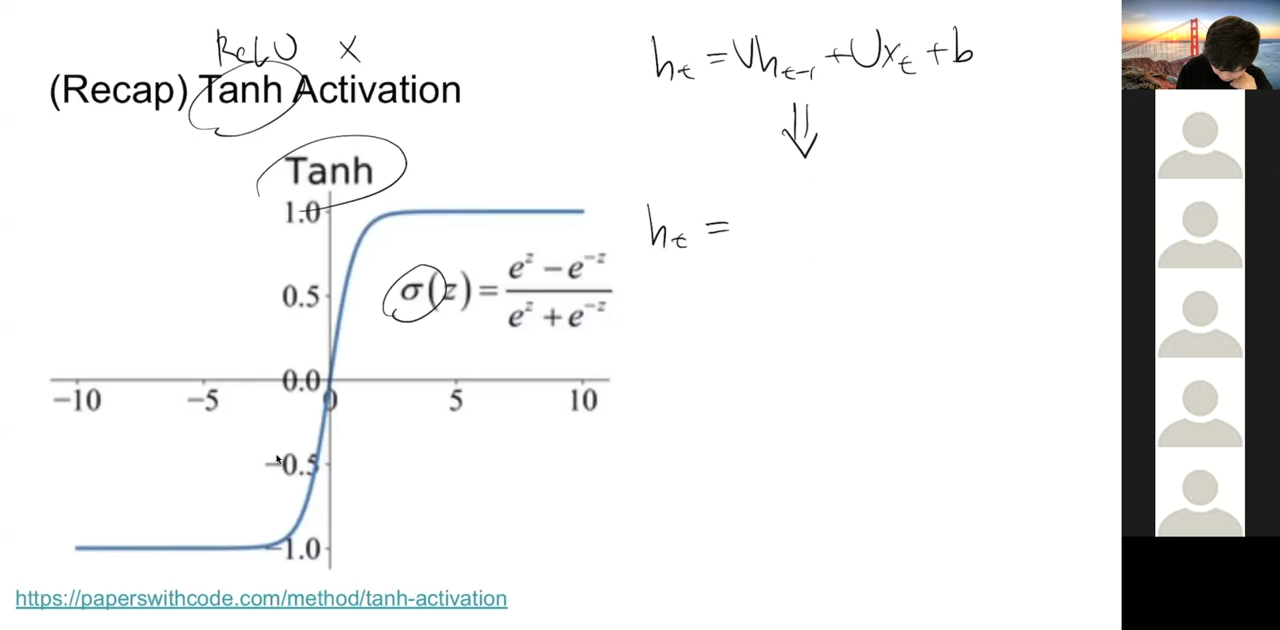 ReLU X
(Recap) Tanh Activation
Tanh
1.0
0.5
0.0
−0.5
−1.0
−10 −5 0 5 10
σ(z) = (e^z − e^−z) / (e^z + e^−z)
https://paperswithcode.com/method/tanh-activation
h_t = Vh_t-1 + Ux_t + b
⇓
h_t =